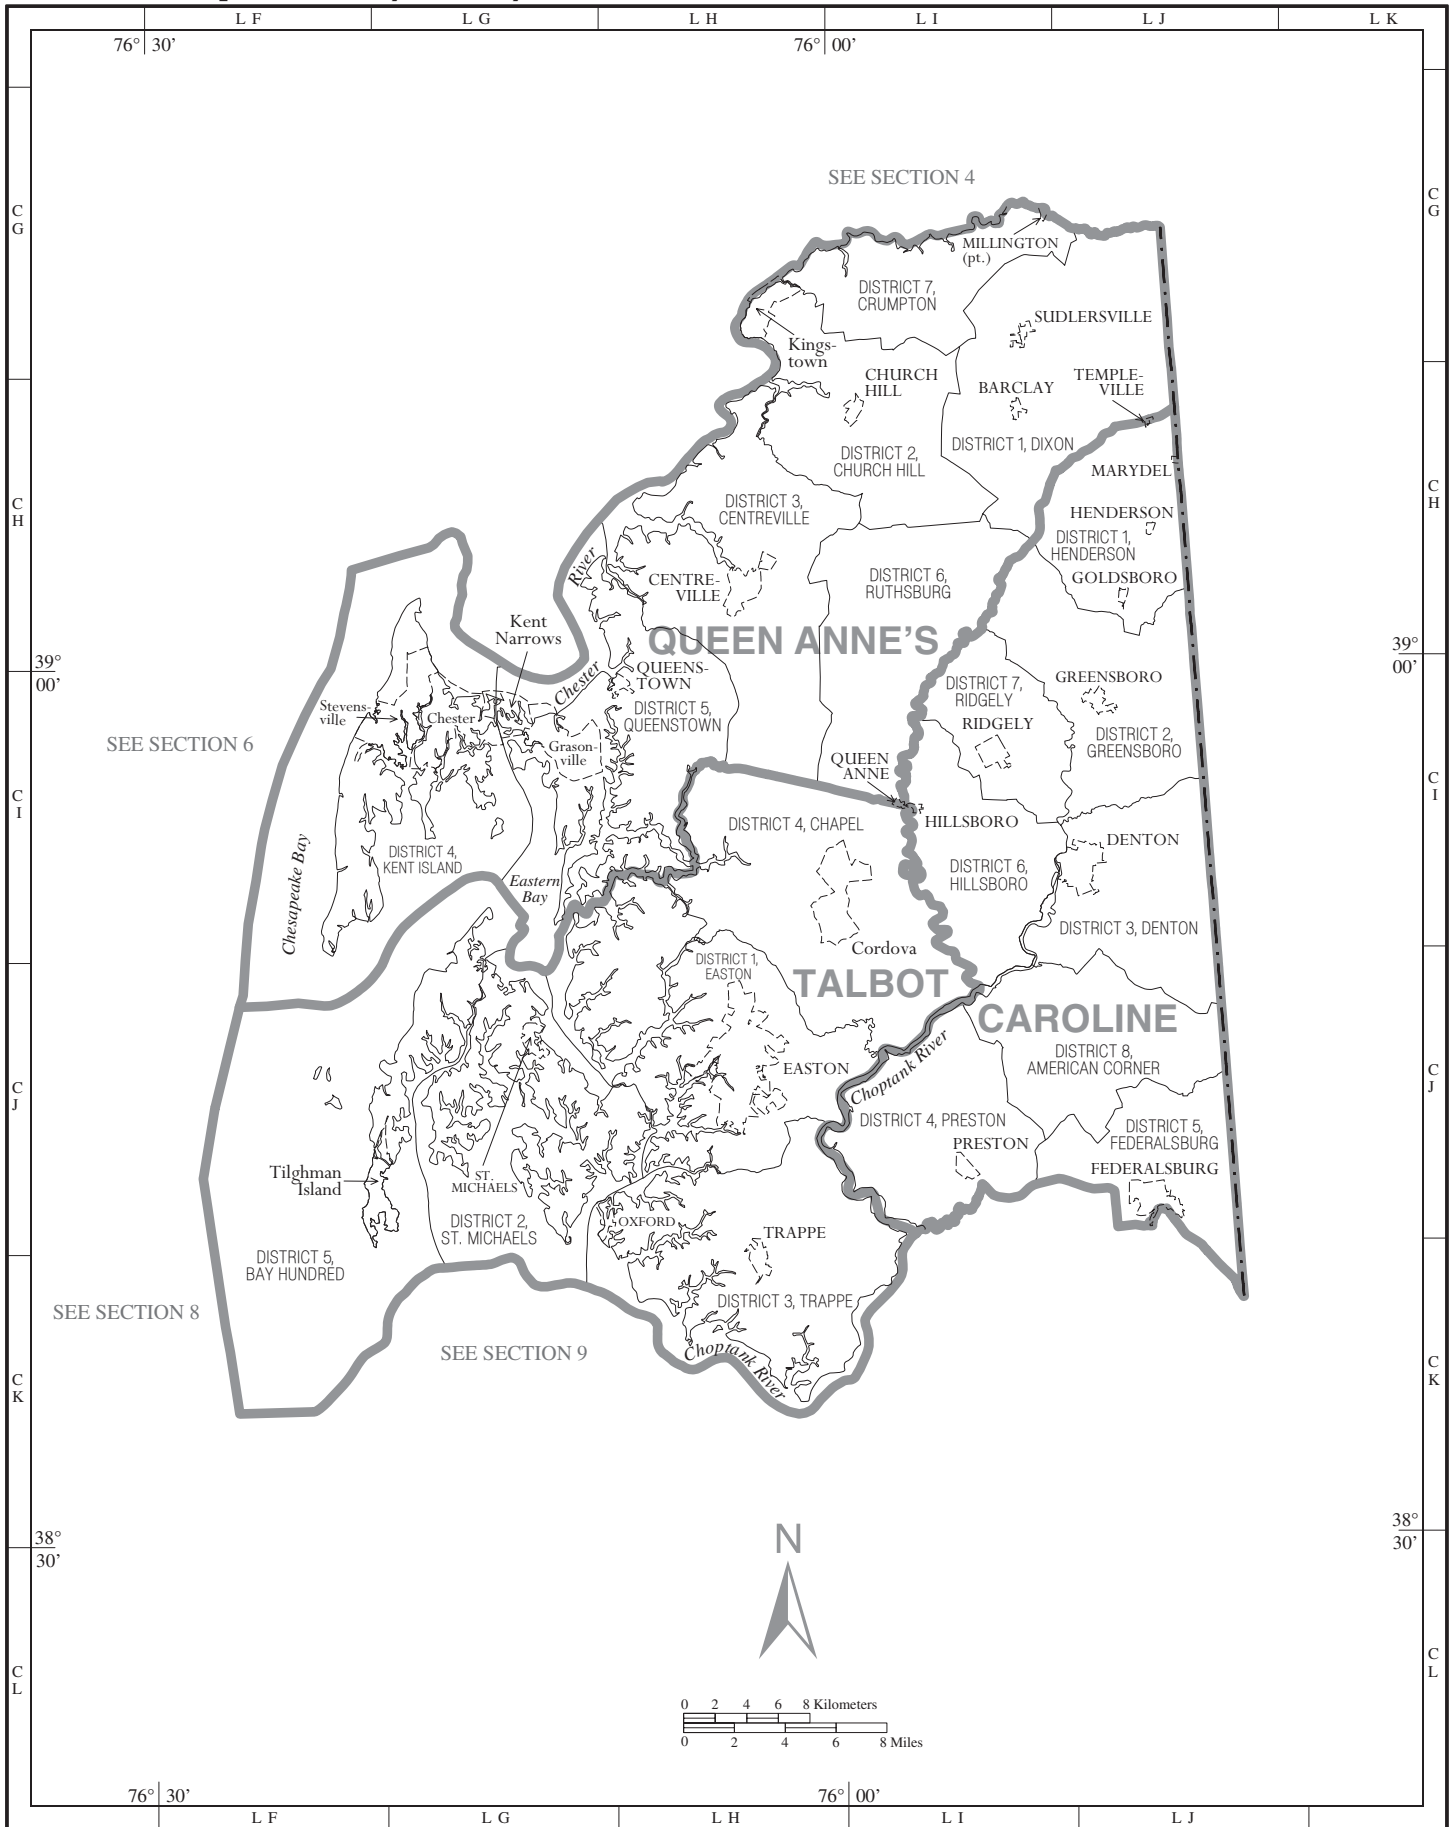 L F
L G
L H
L I
L J
L K
76° 30’
76° 00’
SEE SECTION 4
C
G
C
G
MILLINGTON
(pt.)
DISTRICT 7,
CRUMPTON
SUDLERSVILLE
Kings-
town
CHURCH
HILL
BARCLAY
TEMPLE-
VILLE
DISTRICT 2,
CHURCH HILL
DISTRICT 1, DIXON
MARYDEL
C
H
C
H
DISTRICT 3,
CENTREVILLE
HENDERSON
DISTRICT 1,
HENDERSON
River
CENTRE-
VILLE
DISTRICT 6,
RUTHSBURG
GOLDSBORO
Kent
Narrows
QUEEN ANNE’S
39°
00’
39°
00’
Chester
QUEENS-
TOWN
DISTRICT 7,
RIDGELY
GREENSBORO
Stevens-
ville
Chester
DISTRICT 5,
QUEENSTOWN
RIDGELY
DISTRICT 2,
GREENSBORO
SEE SECTION 6
Grason-
ville
QUEEN
ANNE
C
I
C
I
DISTRICT 4, CHAPEL
HILLSBORO
Chesapeake Bay
DISTRICT 4,
KENT ISLAND
DENTON
Eastern
Bay
DISTRICT 6,
HILLSBORO
DISTRICT 3, DENTON
Cordova
DISTRICT 1,
EASTON
TALBOT
CAROLINE
DISTRICT 8,
AMERICAN CORNER
C
J
C
J
EASTON
Choptank River
DISTRICT 4, PRESTON
DISTRICT 5,
FEDERALSBURG
PRESTON
FEDERALSBURG
Tilghman
Island
ST.
MICHAELS
DISTRICT 2,
ST. MICHAELS
OXFORD
TRAPPE
DISTRICT 5,
BAY HUNDRED
DISTRICT 3, TRAPPE
SEE SECTION 8
SEE SECTION 9
Choptank River
C
K
C
K
38°
30’
38°
30’
N
C
L
C
L
0 2 4 6 8 Kilometers
0 2 4 6 8 Miles
76° 30’
76° 00’
L F
L G
L H
L I
L J